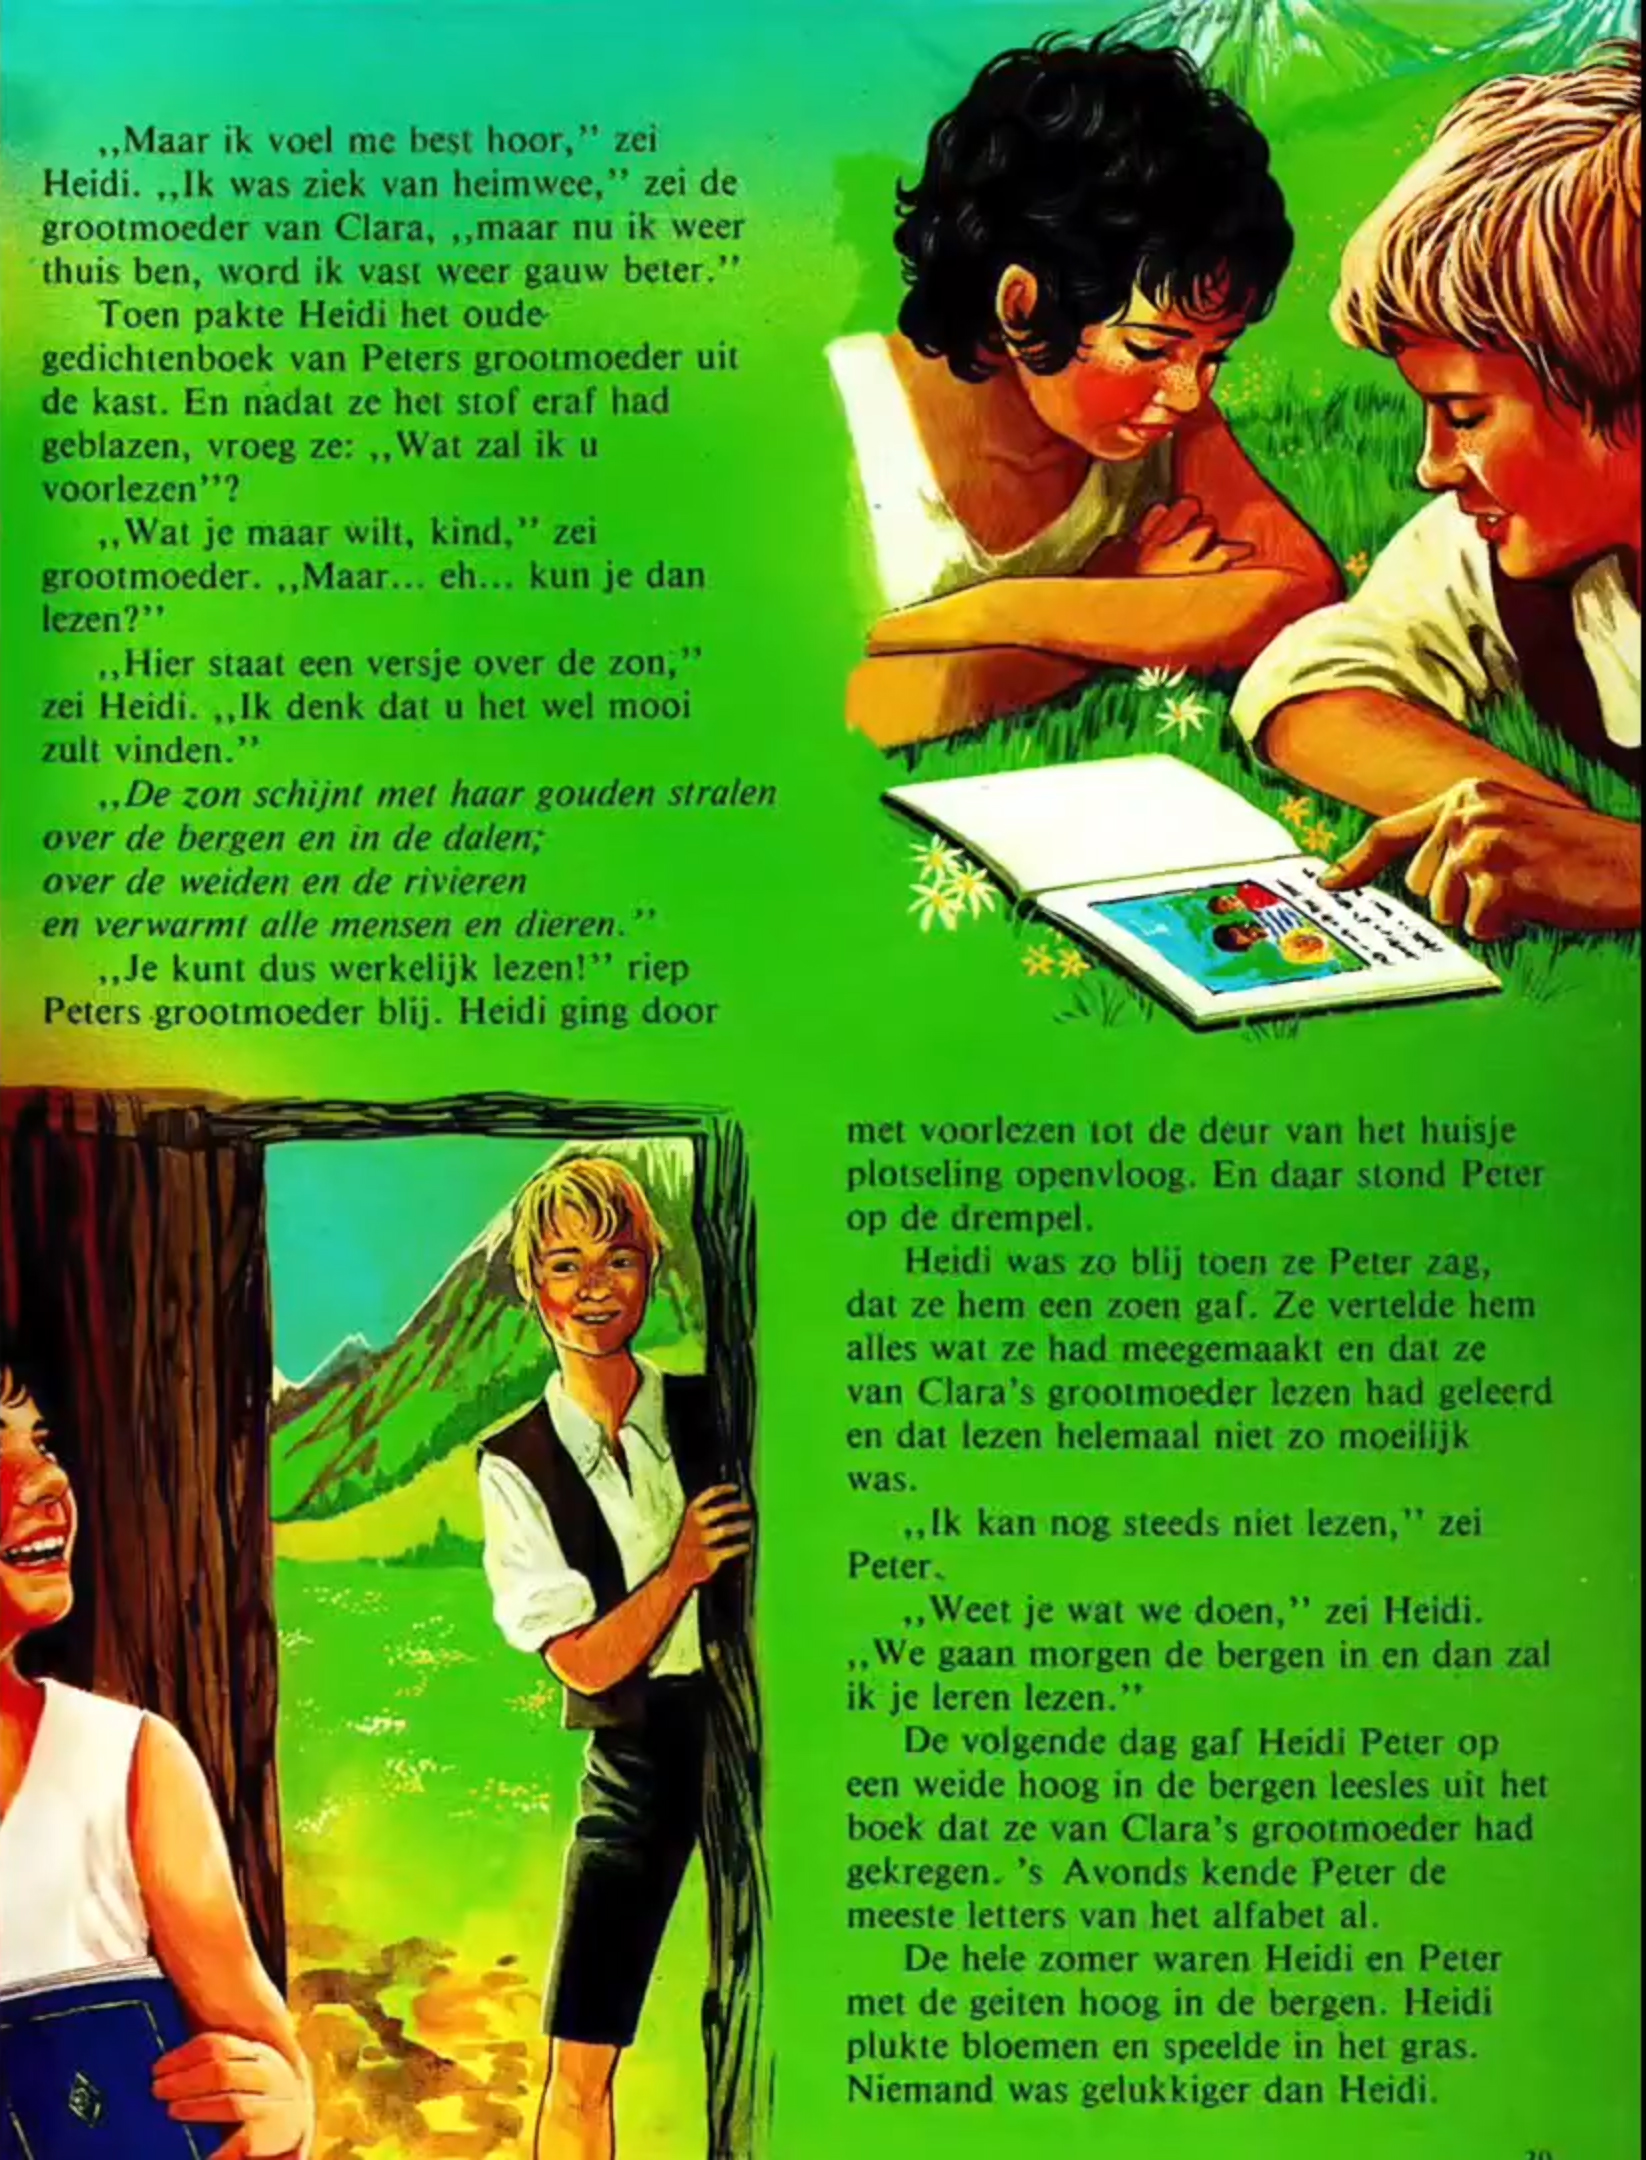 ,,Maar ik voel me best hoor,” zei
Heidi. ,,Ik was ziek van heimwee,” zei de
grootmoeder van Clara, ,,maar nu ik weer
thuis ben, word ik vast weer gauw beter.”
Toen pakte Heidi het oude
gedichtenboek van Peters grootmoeder uit
de kast. En nadat ze het stof eraf had
geblazen, vroeg ze: ,,Wat zal ik u
voorlezen”?
,,Wat je maar wilt, kind,” zei
grootmoeder. ,,Maar... eh... kun je dan
lezen?”
,,Hier staat een versje over de zon,”
zei Heidi. ,,Ik denk dat u het wel mooi
zult vinden.”
,,De zon schijnt met haar gouden stralen
over de bergen en in de dalen;
over de weiden en de rivieren
en verwarmt alle mensen en dieren.”
,,Je kunt dus werkelijk lezen!” riep
Peters grootmoeder blij. Heidi ging door
met voorlezen tot de deur van het huisje
plotseling openvloog. En daar stond Peter
op de drempel.
Heidi was zo blij toen ze Peter zag,
dat ze hem een zoen gaf. Ze vertelde hem
alles wat ze had meegemaakt en dat ze
van Clara’s grootmoeder lezen had geleerd
en dat lezen helemaal niet zo moeilijk
was.
,,Ik kan nog steeds niet lezen,” zei
Peter.
,,Weet je wat we doen,” zei Heidi.
,,We gaan morgen de bergen in en dan zal
ik je leren lezen.”
De volgende dag gaf Heidi Peter op
een weide hoog in de bergen leesles uit het
boek dat ze van Clara’s grootmoeder had
gekregen. ’s Avonds kende Peter de
meeste letters van het alfabet al.
De hele zomer waren Heidi en Peter
met de geiten hoog in de bergen. Heidi
plukte bloemen en speelde in het gras.
Niemand was gelukkiger dan Heidi.